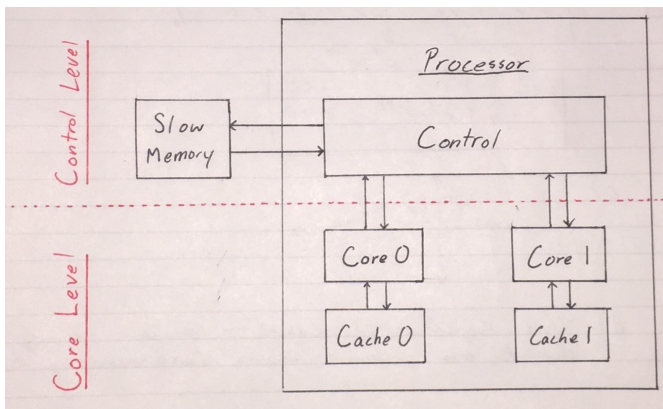 Control Level
Processor
Slow
Memory
Control
Core Level
Core 0
Core 1
Cache 0
Cache 1